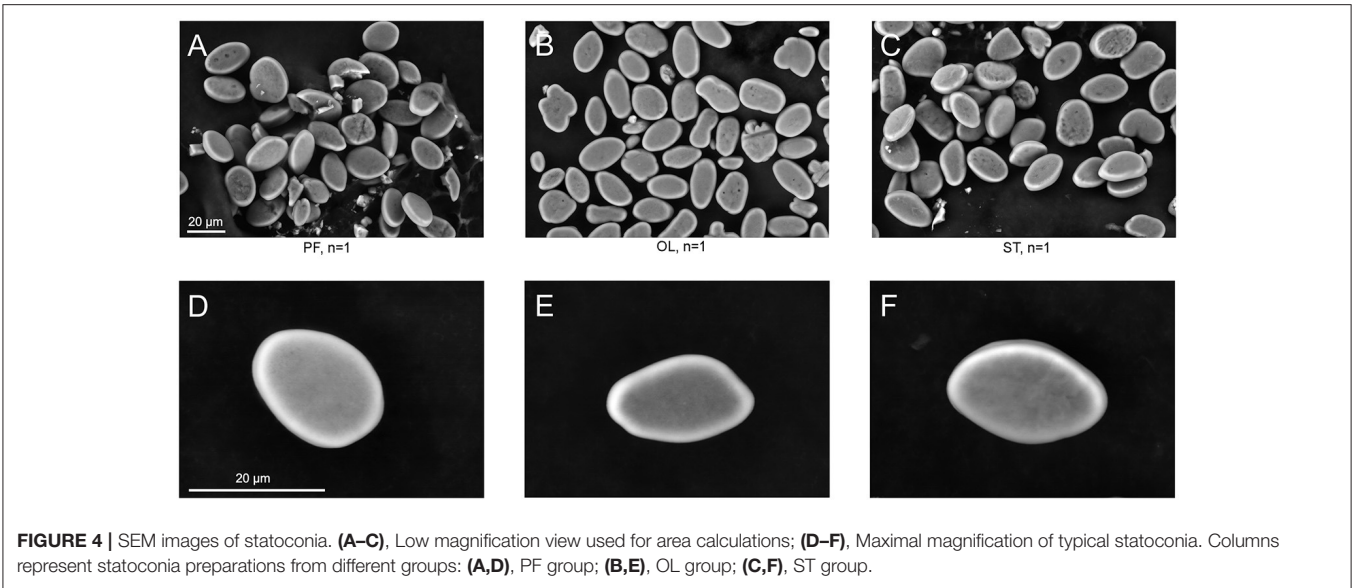 A
B
C
20 µm
PF, n=1
OL, n=1
ST, n=1
D
E
F
20 µm
FIGURE 4 | SEM images of statoconia. (A–C), Low magnification view used for area calculations; (D–F), Maximal magnification of typical statoconia. Columns
represent statoconia preparations from different groups: (A,D), PF group; (B,E), OL group; (C,F), ST group.